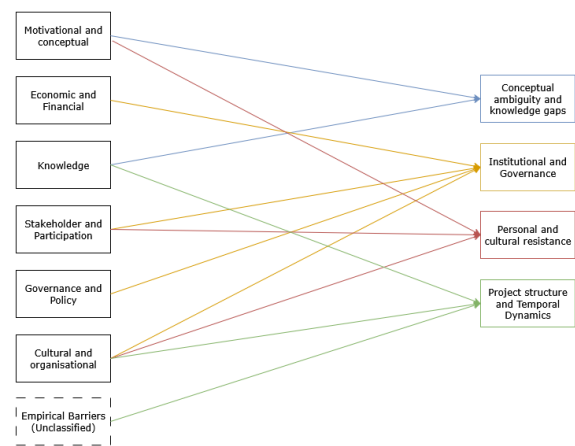 Motivational and
conceptual
Economic and
Financial
Knowledge
Stakeholder and
Participation
Governance and
Policy
Cultural and
organisational
Empirical Barriers
(Unclassified)
Conceptual
ambiguity and
knowledge gaps
Institutional and
Governance
Personal and
cultural resistance
Project structure
and Temporal
Dynamics